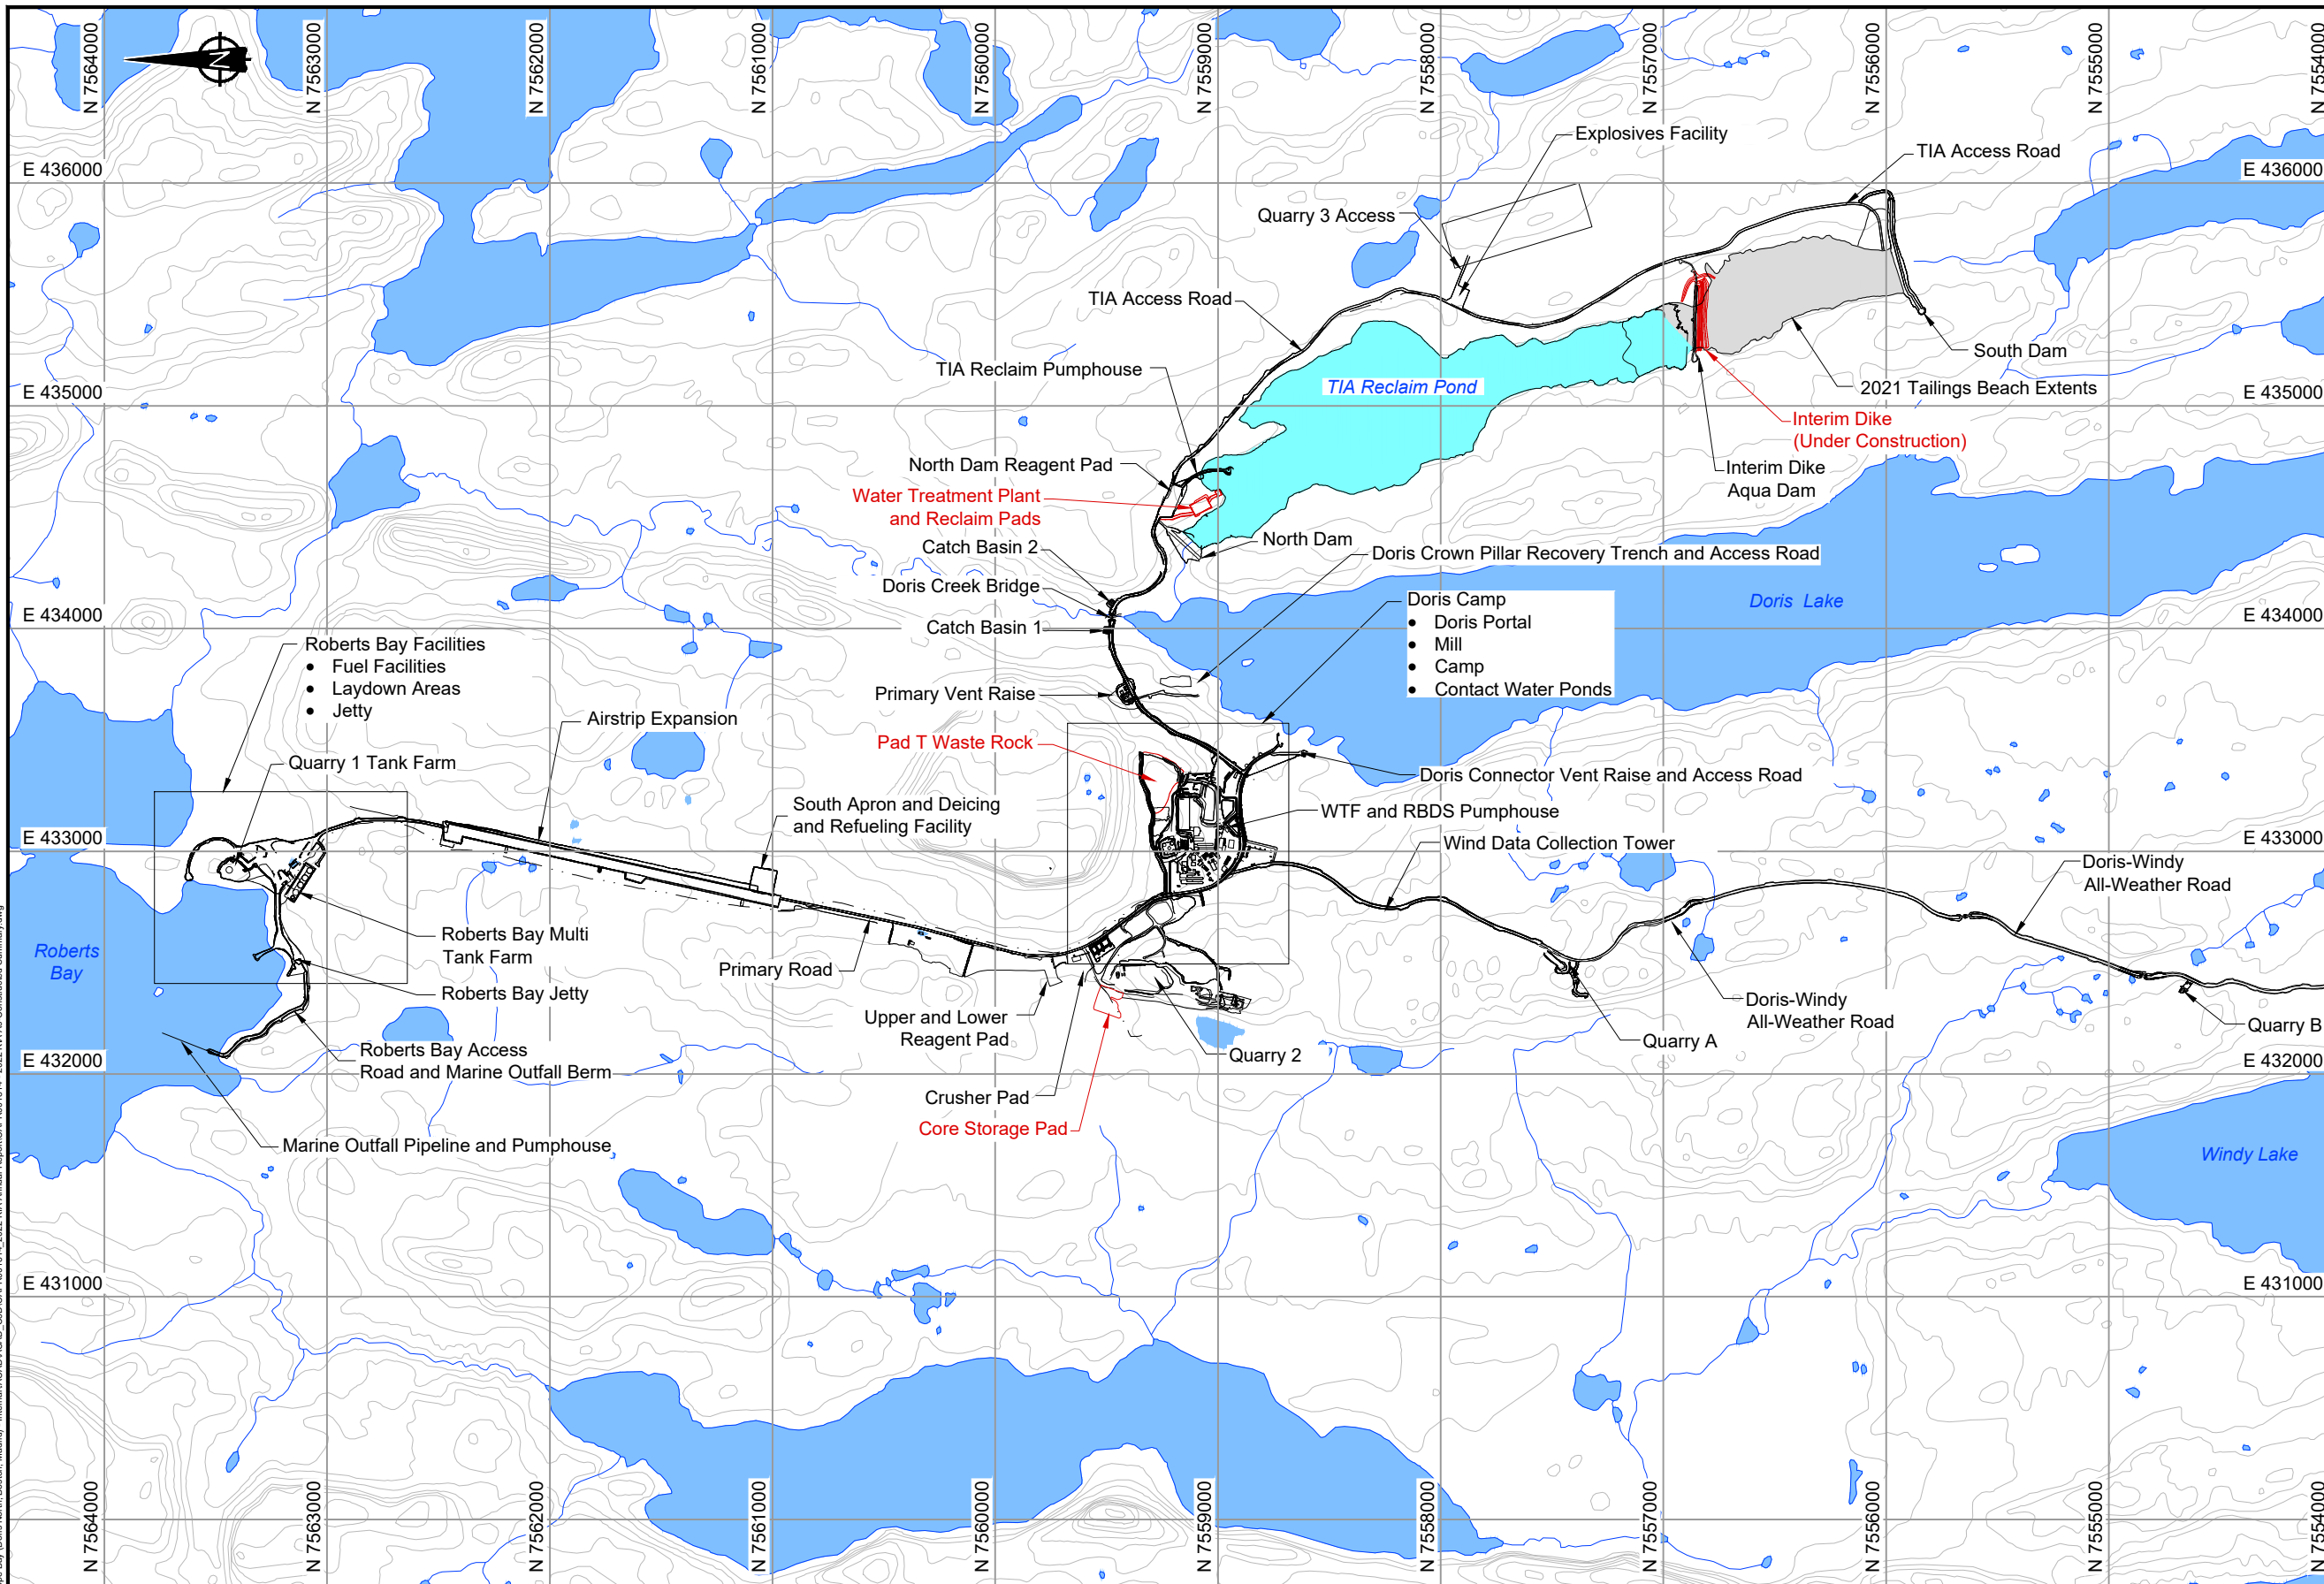 N 7564000
N 7563000
N 7562000
N 7561000
N 7560000
N 7559000
N 7558000
N 7557000
N 7556000
N 7555000
N 7554000
N
Explosives Facility
TIA Access Road
E 436000
E 436000
Quarry 3 Access
TIA Access Road
South Dam
TIA Reclaim Pumphouse
TIA Reclaim Pond
2021 Tailings Beach Extents
E 435000
E 435000
Interim Dike
(Under Construction)
North Dam Reagent Pad
Interim Dike
Aqua Dam
Water Treatment Plant
and Reclaim Pads
North Dam
Catch Basin 2
Doris Crown Pillar Recovery Trench and Access Road
Doris Creek Bridge
Doris Camp
• Doris Portal
• Mill
• Camp
• Contact Water Ponds
Doris Lake
E 434000
E 434000
Catch Basin 1
Roberts Bay Facilities
• Fuel Facilities
• Laydown Areas
• Jetty
Primary Vent Raise
Airstrip Expansion
Pad T Waste Rock
Quarry 1 Tank Farm
Doris Connector Vent Raise and Access Road
South Apron and Deicing
and Refueling Facility
WTF and RBDS Pumphouse
E 433000
E 433000
Wind Data Collection Tower
Doris-Windy
All-Weather Road
Roberts Bay Multi
Tank Farm
Roberts
Bay
Primary Road
Roberts Bay Jetty
Doris-Windy
All-Weather Road
Upper and Lower
Reagent Pad
Quarry B
Quarry A
Roberts Bay Access
Road and Marine Outfall Berm
Quarry 2
E 432000
E 432000
Crusher Pad
Core Storage Pad
Marine Outfall Pipeline and Pumphouse
Windy Lake
E 431000
E 431000
N 7564000
N 7563000
N 7562000
N 7561000
N 7560000
N 7559000
N 7558000
N 7557000
N 7556000
N 7555000
N 7554000